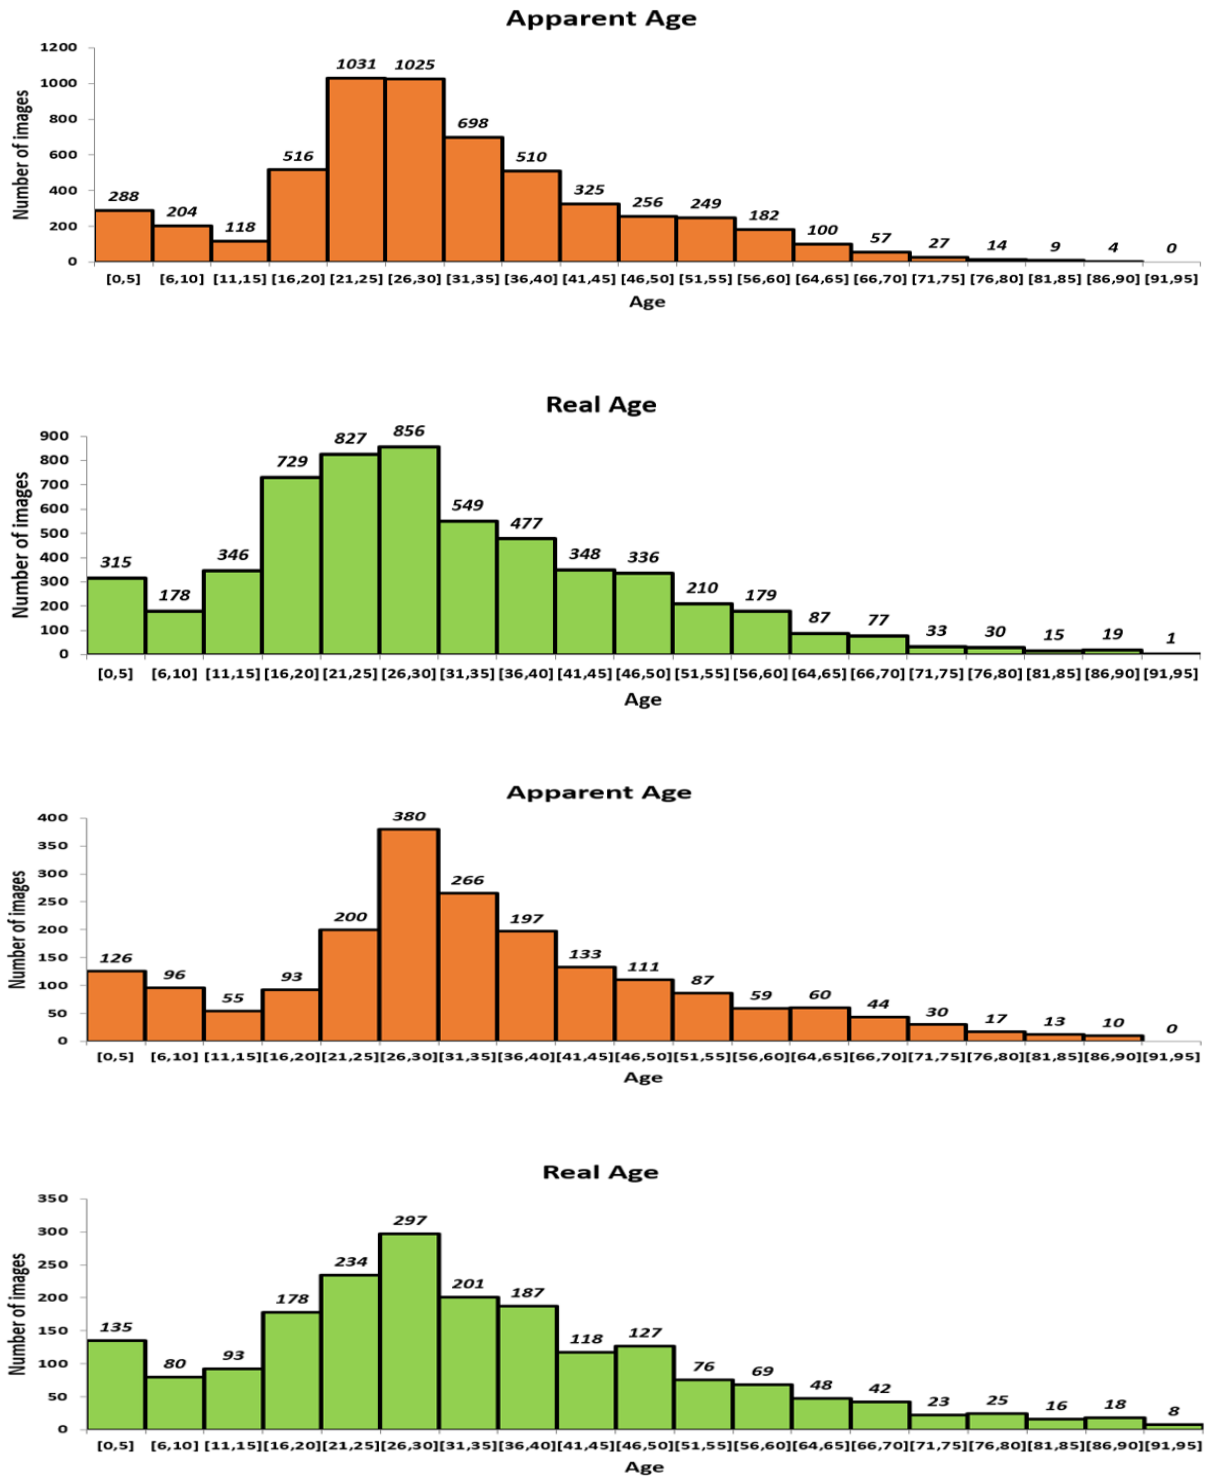 Apparent Age
Number of images
1200
1000
800
600
400
200
0
288 204 118 516 1031 1025 698 510 325 256 249 182 100 57 27 14 9 4 0
[0,5] [6,10] [11,15] [16,20] [21,25] [26,30] [31,35] [36,40] [41,45] [46,50] [51,55] [56,60] [64,65] [66,70] [71,75] [76,80] [81,85] [86,90] [91,95]
Age
Real Age
Number of images
900
800
700
600
500
400
300
200
100
0
315 178 346 729 827 856 549 477 348 336 210 179 87 77 33 30 15 19 1
[0,5] [6,10] [11,15] [16,20] [21,25] [26,30] [31,35] [36,40] [41,45] [46,50] [51,55] [56,60] [64,65] [66,70] [71,75] [76,80] [81,85] [86,90] [91,95]
Age
Apparent Age
Number of images
400
350
300
250
200
150
100
50
0
126 96 55 93 200 380 266 197 133 111 87 59 60 44 30 17 13 10 0
[0,5] [6,10] [11,15] [16,20] [21,25] [26,30] [31,35] [36,40] [41,45] [46,50] [51,55] [56,60] [64,65] [66,70] [71,75] [76,80] [81,85] [86,90] [91,95]
Age
Real Age
Number of images
350
300
250
200
150
100
50
0
135 80 93 178 234 297 201 187 118 127 76 69 48 42 23 25 16 18 8
[0,5] [6,10] [11,15] [16,20] [21,25] [26,30] [31,35] [36,40] [41,45] [46,50] [51,55] [56,60] [64,65] [66,70] [71,75] [76,80] [81,85] [86,90] [91,95]
Age